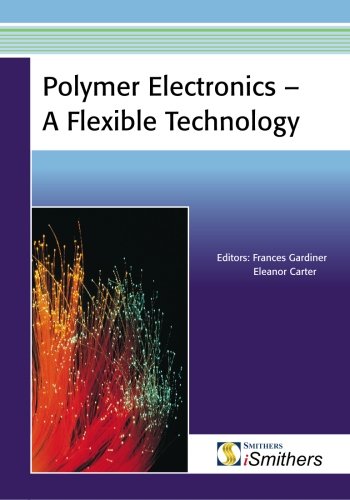 Polymer Electronics –
A Flexible Technology
Editors: Frances Gardiner
Eleanor Carter
SMITHERS
iSmithers